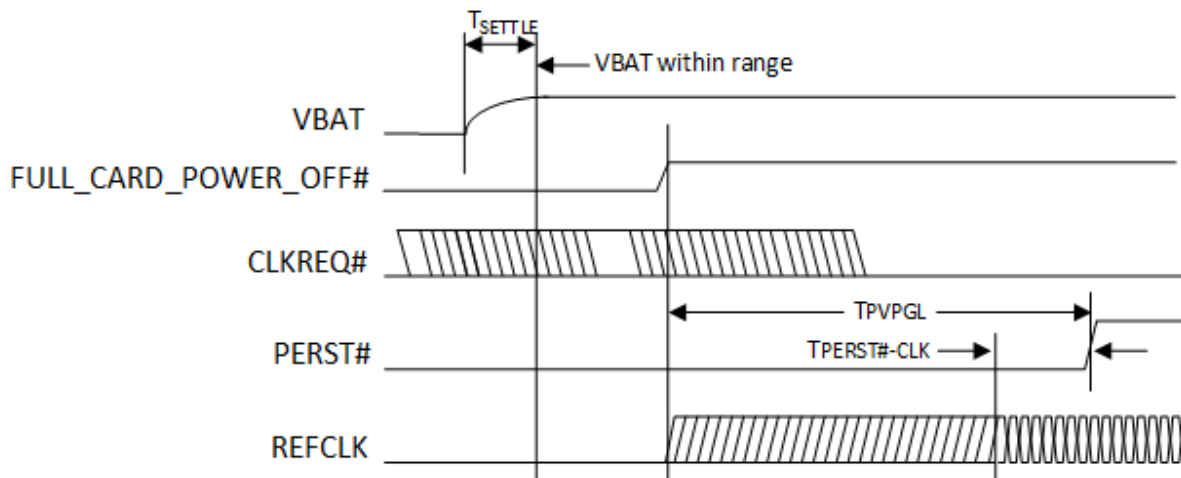 TSETTLE
VBAT within range
VBAT
FULL_CARD_POWER_OFF#
CLKREQ#
TPVPGL
PERST#
TPERST#-CLK
REFCLK